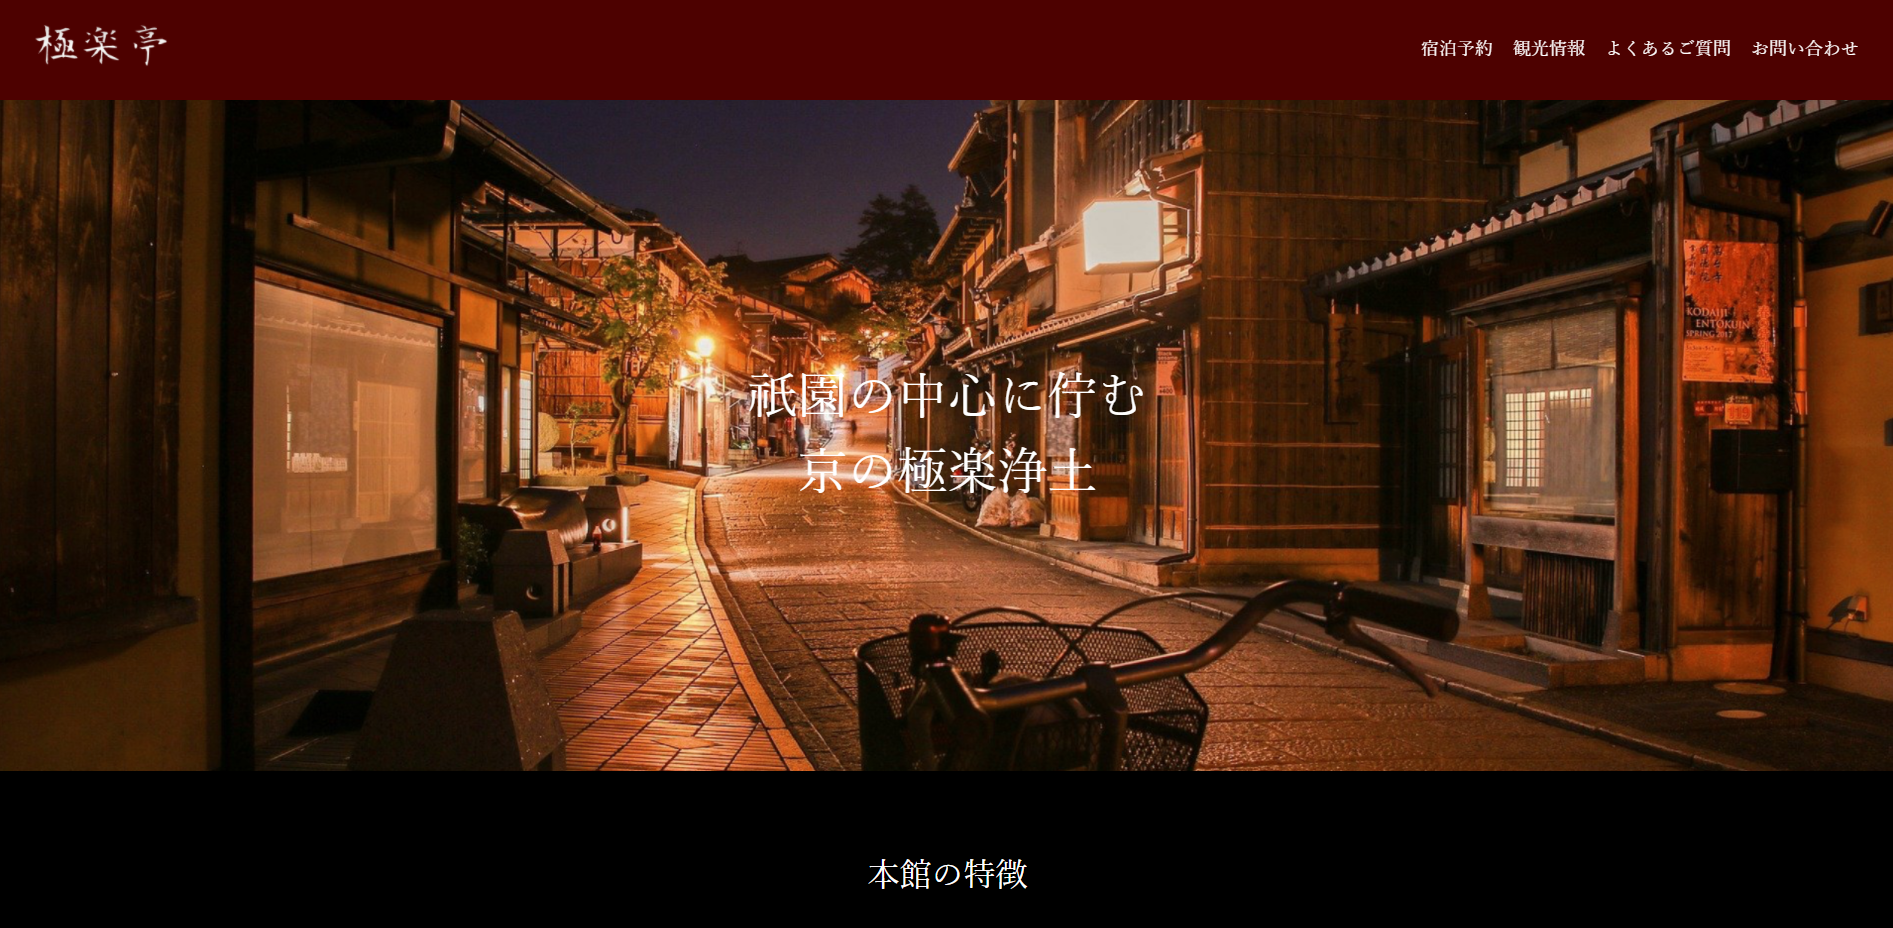 極楽亭
宿泊予約 観光情報 よくあるご質問 お問い合わせ
祇園の中心に佇む
京の極楽浄土
KODAIJI
ENTOKUIN
SPRING 2017
119
本館の特徴